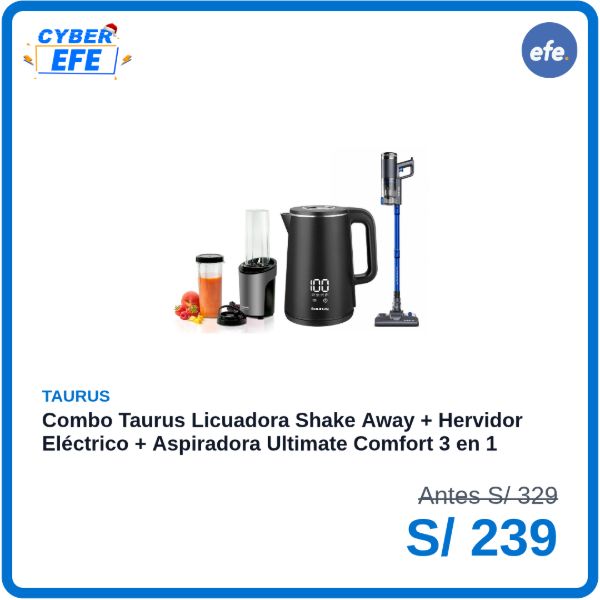 CYBER
EFE
efe.
100
TAURUS
TAURUS
Combo Taurus Licuadora Shake Away + Hervidor
Eléctrico + Aspiradora Ultimate Comfort 3 en 1
Antes S/ 329
S/ 239